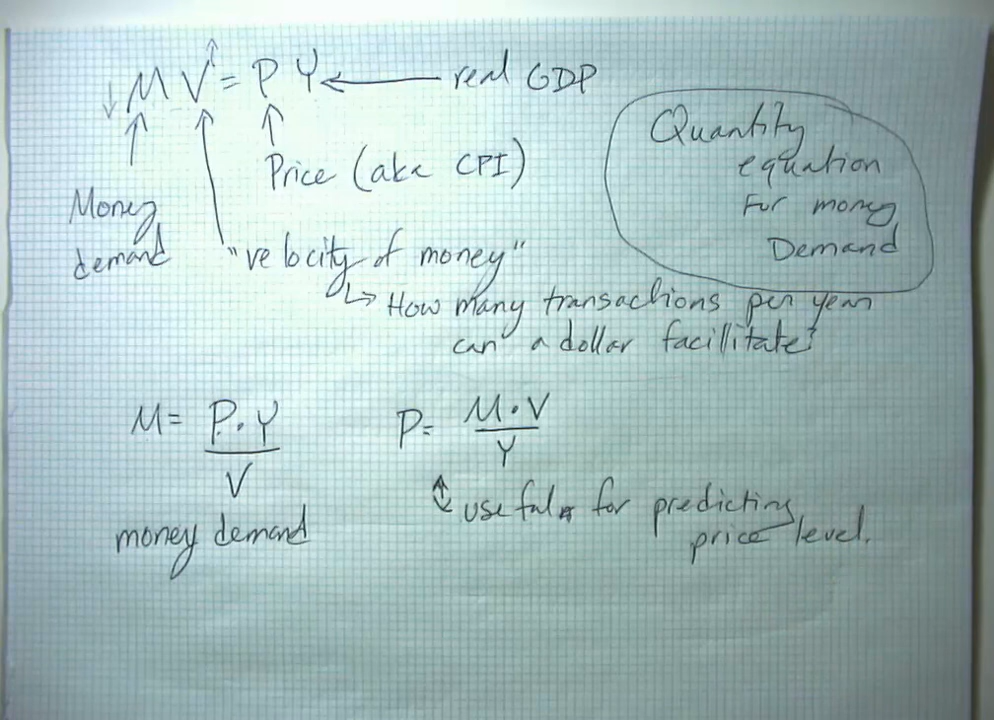 ↓ M V↑ = P Y ← real GDP
Price (aka CPI)
Money
demand
"velocity of money"
↳ How many transactions per year
can a dollar facillitate?
Quantity
equation
For money
Demand
M = P·Y / V
money demand
P = M·V / Y
↕ useful for predicting
price level.